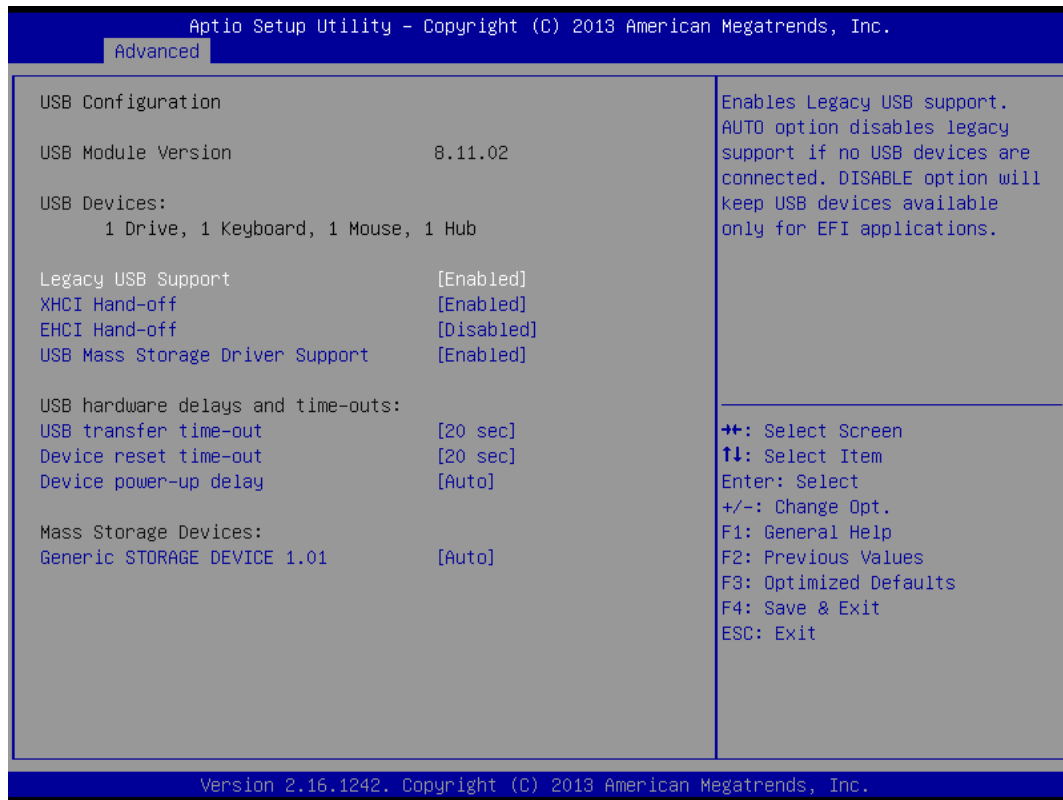 Aptio Setup Utility – Copyright (C) 2013 American Megatrends, Inc.
Advanced
USB Configuration
USB Module Version 8.11.02
USB Devices:
1 Drive, 1 Keyboard, 1 Mouse, 1 Hub
Legacy USB Support [Enabled]
XHCI Hand-off [Enabled]
EHCI Hand-off [Disabled]
USB Mass Storage Driver Support [Enabled]
USB hardware delays and time-outs:
USB transfer time-out [20 sec]
Device reset time-out [20 sec]
Device power-up delay [Auto]
Mass Storage Devices:
Generic STORAGE DEVICE 1.01 [Auto]
Enables Legacy USB support.
AUTO option disables legacy
support if no USB devices are
connected. DISABLE option will
keep USB devices available
only for EFI applications.
→←: Select Screen
↑↓: Select Item
Enter: Select
+/-: Change Opt.
F1: General Help
F2: Previous Values
F3: Optimized Defaults
F4: Save & Exit
ESC: Exit
Version 2.16.1242. Copyright (C) 2013 American Megatrends, Inc.